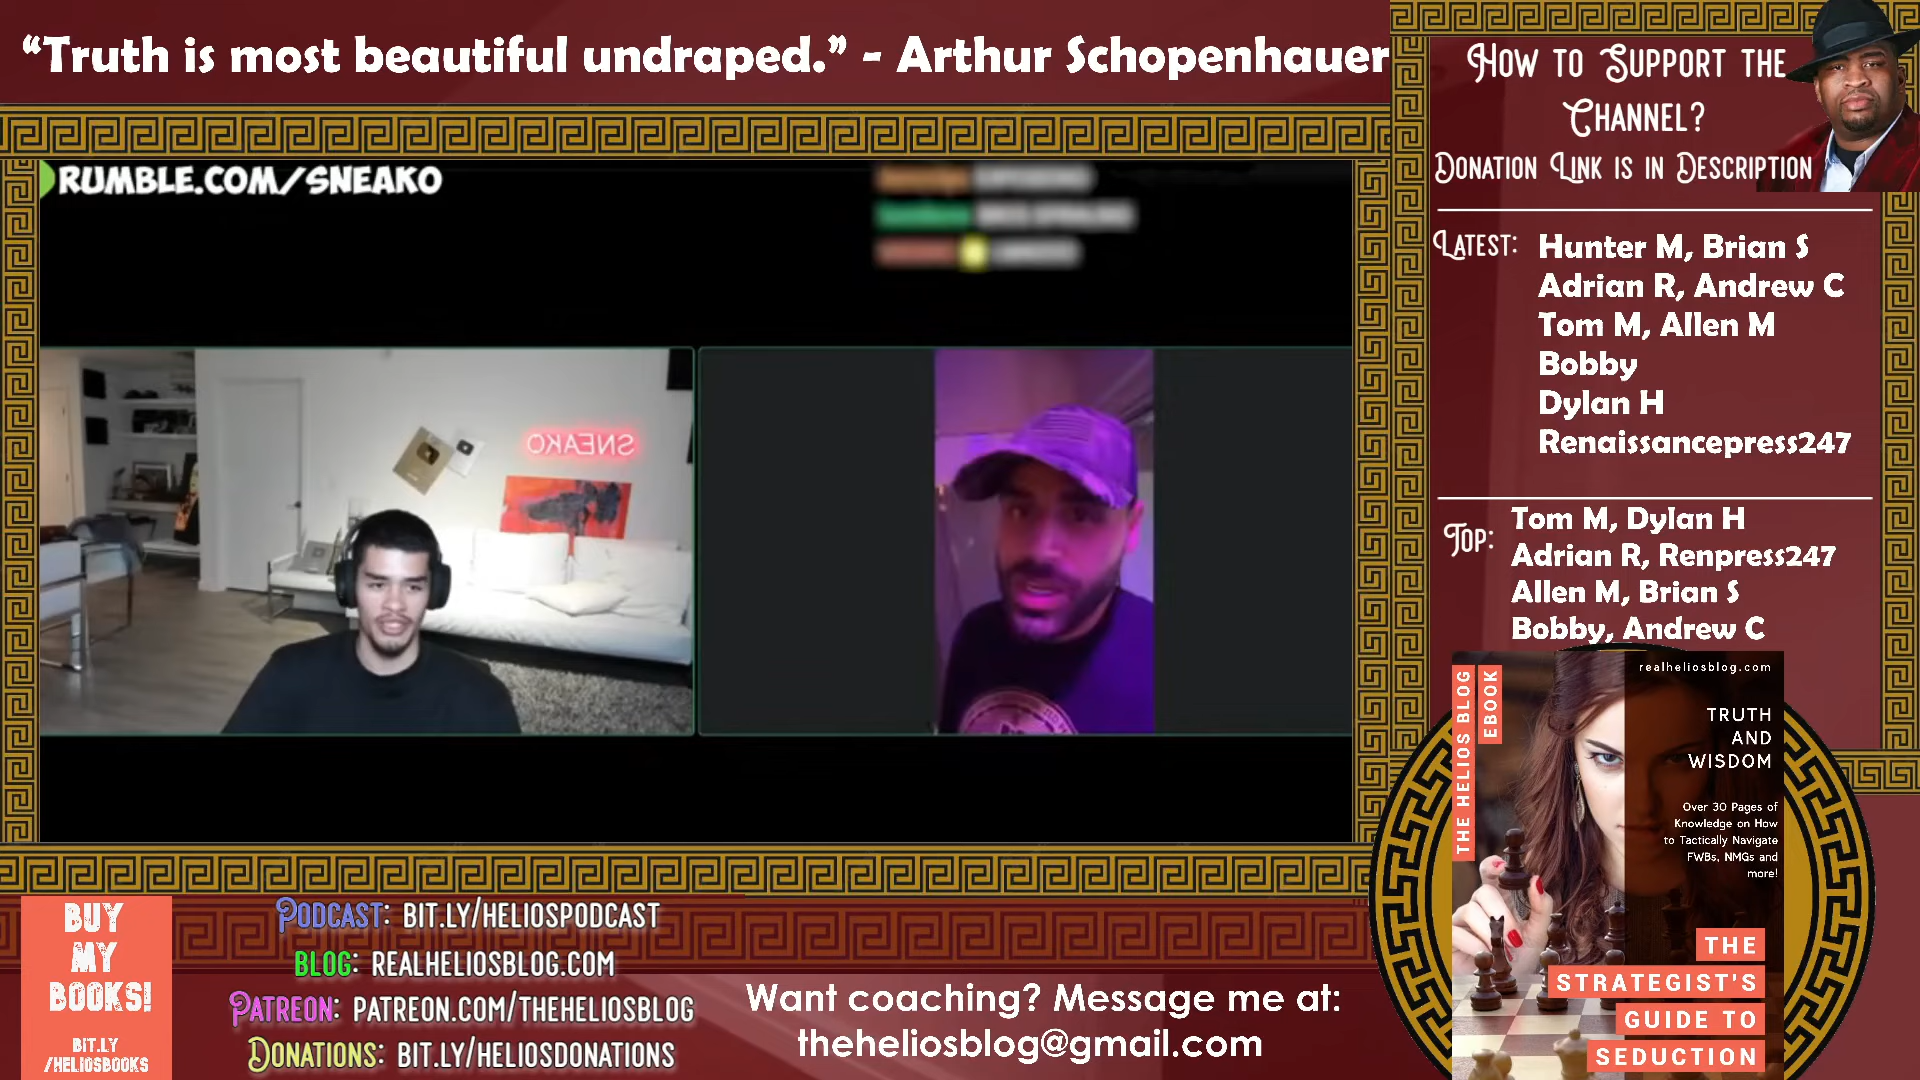 “Truth is most beautiful undraped.” - Arthur Schopenhauer
RUMBLE.COM/SNEAKO
SNEAKO
How to Support the
Channel?
Donation Link is in Description
Latest:
Hunter M, Brian S
Adrian R, Andrew C
Tom M, Allen M
Bobby
Dylan H
Renaissancepress247
Top:
Tom M, Dylan H
Adrian R, Renpress247
Allen M, Brian S
Bobby, Andrew C
THE HELIOS BLOG
EBOOK
realheliosblog.com
TRUTH
AND
WISDOM
Over 30 Pages of
Knowledge on How
to Tactically Navigate
FWBs, NMGs and
more!
THE
STRATEGIST'S
GUIDE TO
SEDUCTION
BUY
MY
BOOKS!
BIT.LY
/HELIOSBOOKS
Podcast: BIT.LY/HELIOSPODCAST
BLOG: REALHELIOSBLOG.COM
Patreon: PATREON.COM/THEHELIOSBLOG
Donations: BIT.LY/HELIOSDONATIONS
Want coaching? Message me at:
theheliosblog@gmail.com